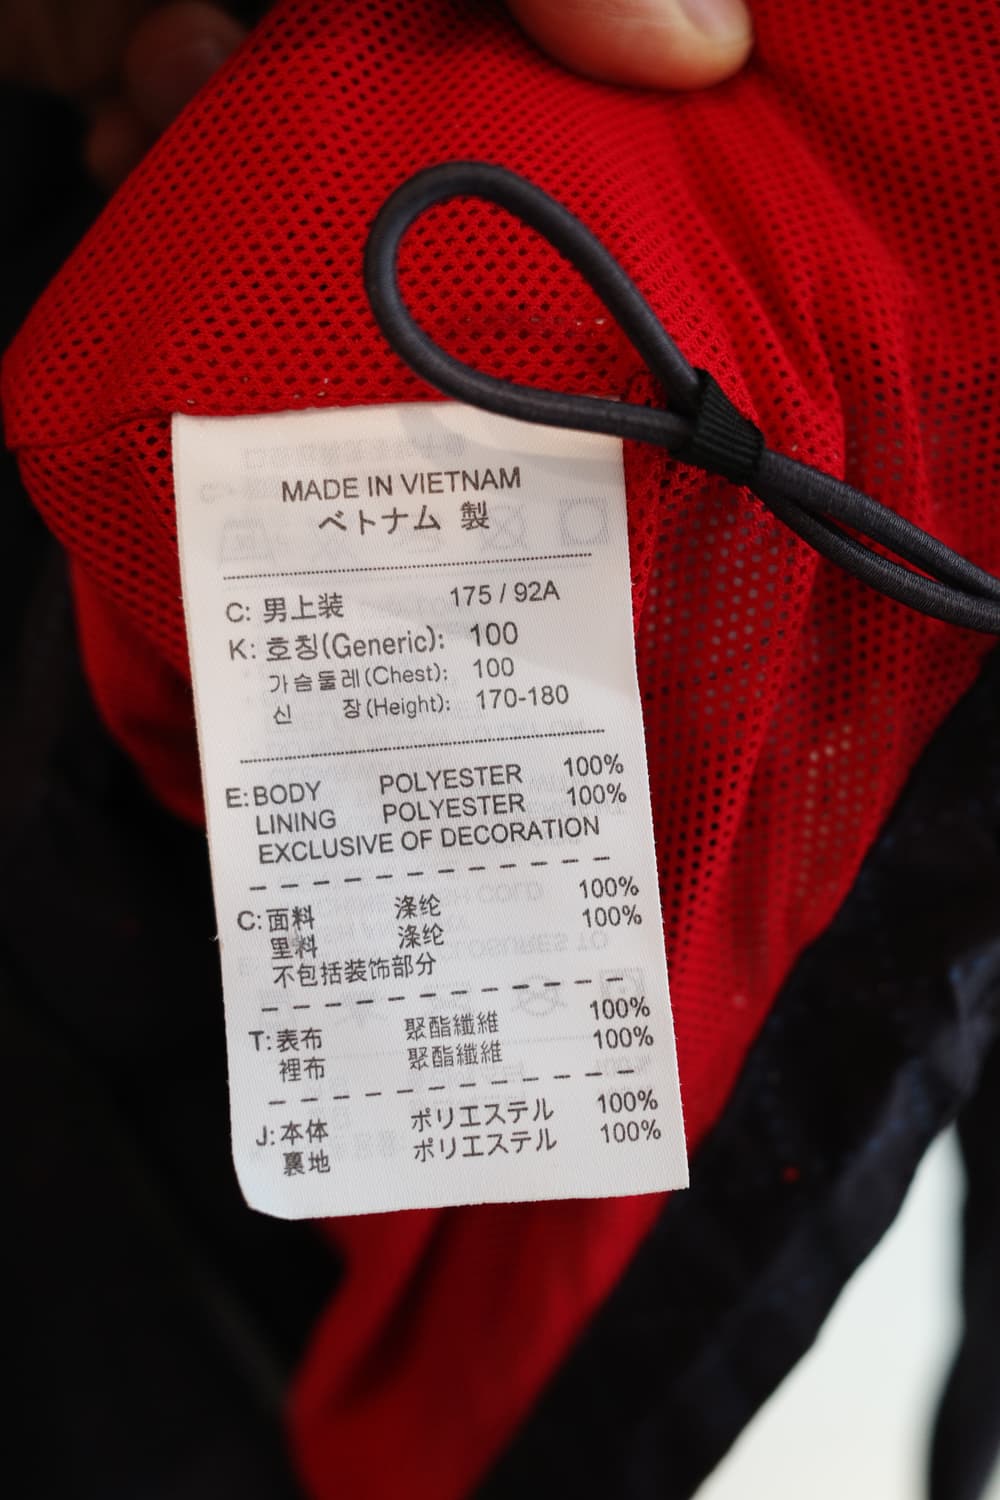 MADE IN VIETNAM
ベトナム 製
C: 男上装 175 / 92A
K: 호칭(Generic): 100
가슴둘레(Chest): 100
신 장(Height): 170-180
E: BODY POLYESTER 100%
LINING POLYESTER 100%
EXCLUSIVE OF DECORATION
C: 面料 涤纶 100%
里料 涤纶 100%
不包括装饰部分
T: 表布 聚酯纖維 100%
裡布 聚酯纖維 100%
J: 本体 ポリエステル 100%
裏地 ポリエステル 100%